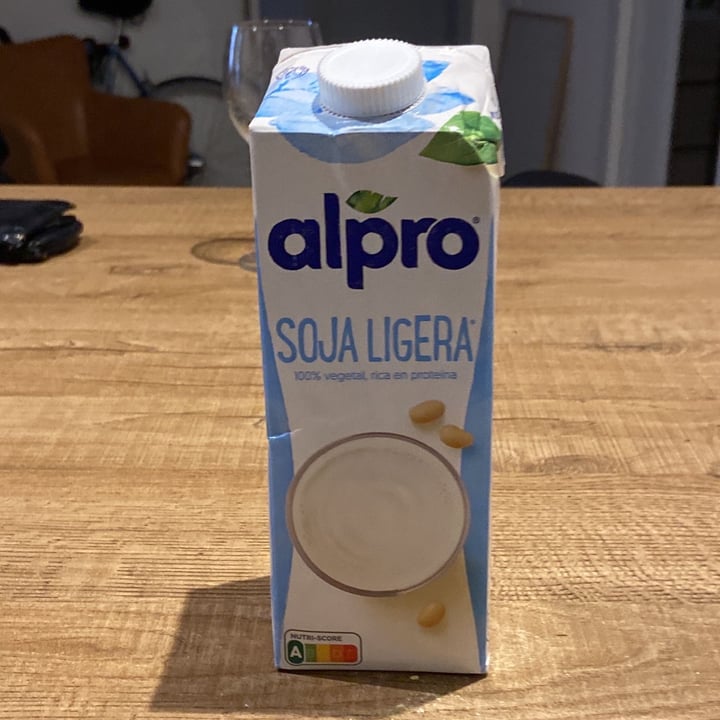 alpro®
SOJA LIGERA*
100% vegetal, rica en proteína
NUTRI-SCORE
A